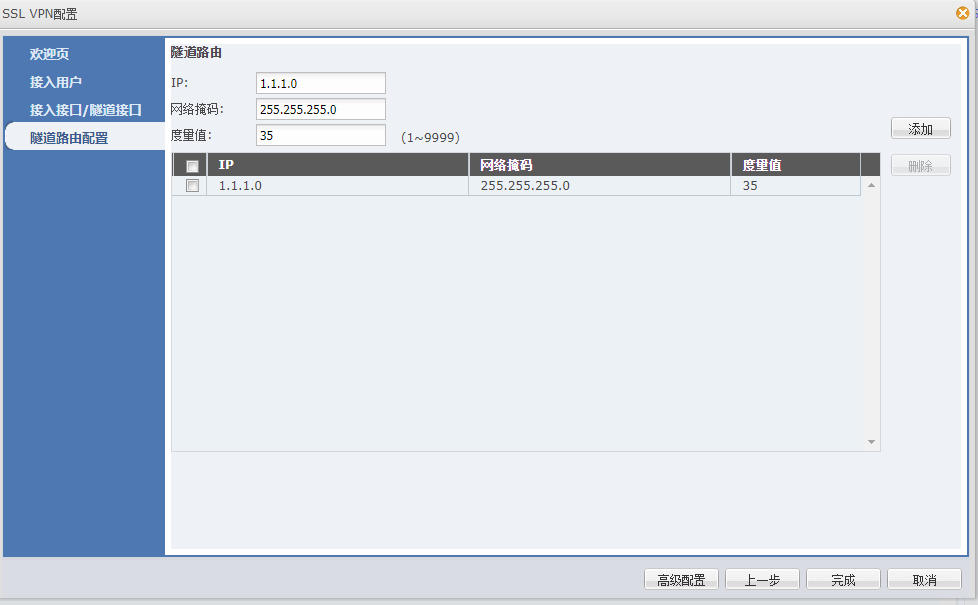 SSL VPN配置
欢迎页
接入用户
接入接口/隧道接口
隧道路由配置
隧道路由
IP: 1.1.1.0
网络掩码: 255.255.255.0
度量值: 35 (1~9999)
添加
IP 网络掩码 度量值
删除
1.1.1.0 255.255.255.0 35
高级配置 上一步 完成 取消